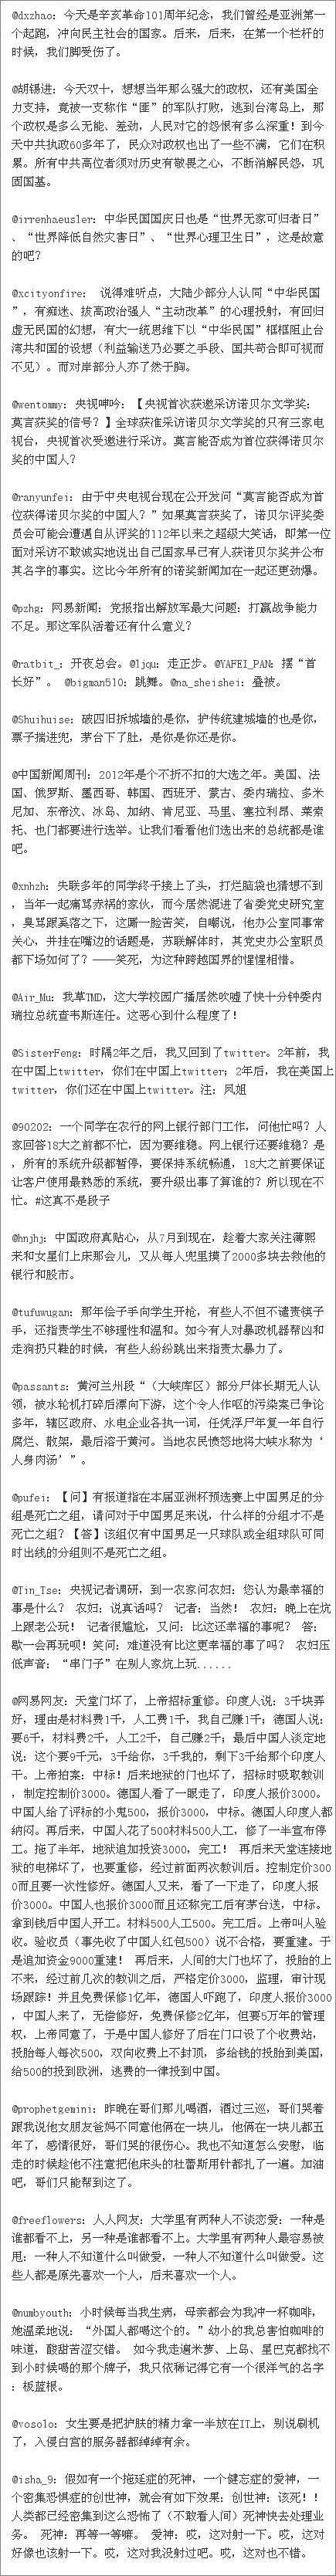 @dxzhao: 今天是辛亥革命101周年纪念，我们曾经是亚洲第一
个起跑，冲向民主社会的国家。后来，后来，在第一个栏杆的
时候，我们脚受伤了。
@胡锡进：今天双十，想想当年那么强大的政权，还有美国全
力支持，竟被一支称作“匪”的军队打败，逃到台湾岛上，那
个政权是多么无能、差劲，人民对它的怨恨有多么深重！到今
天中共执政60多年了，民众对政权也出了一些不满，它们在积
累。所有中共高位者须对历史有敬畏之心，不断消解民怨，巩
固国基。
@irrenhaeusler: 中华民国国庆日也是“世界无家可归者日”
、“世界降低自然灾害日”、“世界心理卫生日”，这是故意
的吧？
@xcityonfire： 说得难听点，大陆少部分人认同“中华民国
”，有痴迷、拔高政治强人“主动改革”的心理投射，有回归
虚无民国的幻想，有大一统思维下以“中华民国”框框阻止台
湾共和国的设想（利益输送乃必要之手段、国共苟合即可视而
不见）。而对岸部分人亦了然于胸。
@wentommy: 央视呻吟：【央视首次获邀采访诺贝尔文学奖：
莫言获奖的信号？】全球获准采访诺贝尔文学奖的只有三家电
视台，央视首次受邀进行采访。莫言能否成为首位获得诺贝尔
奖的中国人？
@ranyunfei: 由于中央电视台现在公开发问“莫言能否成为首
位获得诺贝尔奖的中国人？”如果莫言获奖了，诺贝尔评奖委
员会可能会遭遇自从评奖的112年以来之超级大笑话，即第一位
面对采访不敢诚实地说出自己国家早已有人获诺贝尔奖并公布
其名字的事实。这比今年所有的诺奖新闻加在一起还更劲爆。
@pzhg: 网易新闻：党报指出解放军最大问题：打赢战争能力
不足。那这军队活着还有什么意义？
@ratbit_: 开夜总会。@ljqu: 走正步。@YAFEI_PAN: 摆“首
长好”。 @bigman510: 跳舞。@na_sheishei: 叠被。
@Shuihuise: 破四旧拆城墙的是你，护传统建城墙的也是你，
票子揣进兜，茅台下了肚，是你是你还是你。
@中国新闻周刊：2012年是个不折不扣的大选之年。美国、法
国、俄罗斯、墨西哥、韩国、西班牙、蒙古、委内瑞拉、多米
尼加、东帝汶、冰岛、加纳、肯尼亚、马里、塞拉利昂、莱索
托、也门都要进行选举。让我们看看他们选出来的总统都是谁
吧。
@xnhzh: 失联多年的同学终于接上了头，打烂脑袋也猜想不到
，当年一起痛骂赤祸的家伙，而今居然混进了省委党史研究室
，臭骂跟奚落之下，这厮一脸苦笑，自嘲说，他办公室同事常
关心，并挂在嘴边的话题是，苏联解体时，其党史办公室职员
都下场如何了？——笑死，为这种跨越国界的惺惺相惜。
@Air_Mu: 我草TMD，这大学校园广播居然吹嘘了快十分钟委内
瑞拉总统查韦斯连任。这恶心到什么程度了！
@SisterFeng: 时隔2年之后，我又回到了twitter。2年前，我
在中国上twitter，你们在中国上twitter；2年后，我在美国上
twitter，你们还在中国上twitter。注：凤姐
@90202: 一个同学在农行的网上银行部门工作，问他忙吗？人
家回答18大之前都不忙，因为要维稳。网上银行还要维稳？是
，所有的系统升级都暂停，要保持系统畅通，18大之前要保证
让客户使用最熟悉的系统，要升级出事了算谁的？所以现在不
忙。#这真不是段子
@hnjhj: 中国政府真贴心，从7月到现在，趁着大家关注薄熙
来和女星们上床那会儿，又从每人兜里摸了2000多块去救他的
银行和股市。
@tufuwugan: 那年侩子手向学生开枪，有些人不但不谴责筷子
手，还指责学生不够理性和温和。如今有人对暴政机器帮凶和
走狗扔只鞋的时候，有些人纷纷跳出来指责太暴力了。
@passants: 黄河兰州段“（大峡库区）部分尸体长期无人认
领，被水轮机打碎后漂向下游，这个令人作呕的污染案已争论
多年，辖区政府、水电企业各执一词，任凭浮尸年复一年自行
腐烂、散架，最后溶于黄河。当地农民愤怒地将大峡水称为‘
人身肉汤’”。
@pufei: 【问】有报道指在本届亚洲杯预选赛上中国男足的分
组是死亡之组，请问对于中国男足来说，什么样的分组才不是
死亡之组？【答】该组仅有中国男足一只球队或全组球队可同
时出线的分组则不是死亡之组。
@Tin_Tse: 央视记者调研，到一农家问农妇：您认为最幸福的
事是什么？ 农妇：说真话吗？ 记者：当然！ 农妇：晚上在炕
上跟老公玩！ 记者很尴尬，又问：比这还幸福的呢？ 答：
歇一会再玩呗！笑问：难道没有比这更幸福的事了吗？ 农妇压
低声音：“串门子”在别人家炕上玩......
@网易网友：天堂门坏了，上帝招标重修。印度人说：3千块弄
好，理由是材料费1千，人工费1千，我自己赚1千；德国人说：
要6千，材料费2千，人工2千，自己赚2千；最后中国人淡定地
说：这个要9千元，3千给你，3千我的，剩下3千给那个印度人
干。上帝拍案：中标！后来地狱的门也坏了，招标时吸取教训
，制定控制价3000。德国人看了一眼走了，印度人报价3000。
中国人给了评标的小鬼500，报价3000，中标。德国人印度人都
纳闷。再后来，中国人花了500材料500人工，修了一半宣布停
工。拖了半年，地狱追加投资3000，完工！ 再后来天堂连接地
狱的电梯坏了，也要重修，经过前面两次教训后。控制定价300
0而且要一次性修好。德国人又来，看了一下走了，印度人报
价3000。中国人也报价3000而且还称完工后有茅台送，中标。
拿到钱后中国人开工。材料500人工500。完工后。上帝叫人验
收。验收员（事先收了中国人红包500）说不合格，要重建。于
是追加资金9000重建！ 再后来，人间的大门也坏了，投胎的上
不来，经过前几次的教训之后，严格定价3000，监理，审计现
场跟踪！并且免费保修1亿年，德国人吓跑了，印度人报价3000
，中国人来了，无偿修好，免费保修2亿年，但要5万年的管理
权，上帝同意了，于是中国人修好了后在门口设了个收费站，
投胎每人每次500，双向收费上不封顶，多给钱的投胎到美国，
给500的投到欧洲，逃费的一律投到中国。
@prophetgemini: 昨晚在哥们那儿喝酒，酒过三巡，哥们哭着
跟我说他女朋友爸妈不同意他俩在一块儿，他俩在一块儿都五
年了，感情很好，哥们哭的很伤心。我也不知道怎么安慰，临
走的时候趁他不注意把他床头的杜蕾斯用针都扎了一遍。加油
吧，哥们只能帮到这了。
@freeflowers: 人人网友：大学里有两种人不谈恋爱：一种是
谁都看不上，另一种是谁都看不上。大学里有两种人最容易被
甩：一种人不知道什么叫做爱，一种人不知道什么叫做爱。这
些人都是原先喜欢一个人，后来喜欢一个人。
@numbyouth: 小时候每当我生病，母亲都会为我冲一杯咖啡，
她温柔地说：“外国人都喝这个的。”幼小的我总害怕咖啡的
味道，酸甜苦涩交错。 如今我走遍米萝、上岛、星巴克都找不
到小时候喝的那个牌子，我只依稀记得它有一个很洋气的名字
：板蓝根。
@vosolo: 女生要是把护肤的精力拿一半放在IT上，别说刷机
了，入侵白宫的服务器都绰绰有余。
@isha_9: 假如有一个拖延症的死神，一个健忘症的爱神，一
个密集恐惧症的创世神，就会有如下效果：创世神：该死！！
人类都已经密集到这么恐怖了（不敢看人间）死神快去处理业
务。 死神：再等一等嘛。 爱神：哎，这对射一下。哎，这对
好像也该射一下。哎，这对我没射过吧。哎，这对也不错。